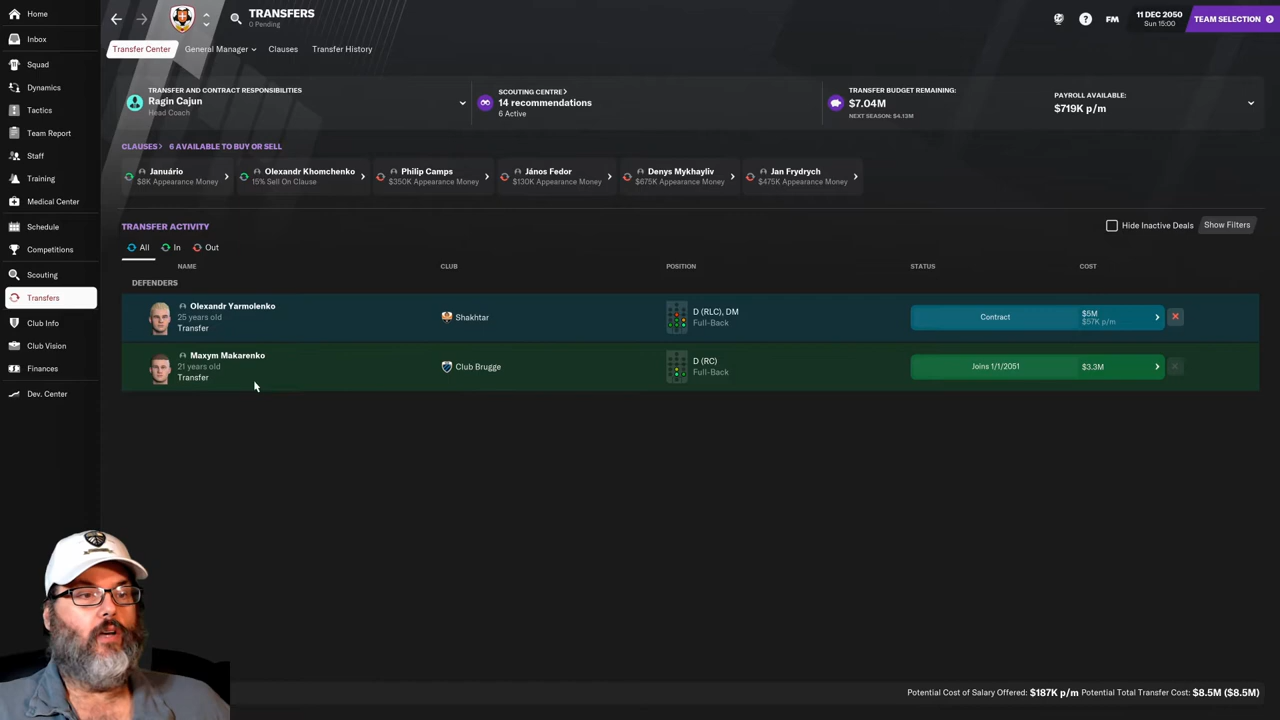 Home
Inbox
Squad
Dynamics
Tactics
Team Report
Staff
Training
Medical Center
Schedule
Competitions
Scouting
Transfers
Club Info
Club Vision
Finances
Dev. Center
TRANSFERS
0 Pending
FM
11 DEC 2050
Sun 15:00
TEAM SELECTION
Transfer Center
General Manager
Clauses
Transfer History
TRANSFER AND CONTRACT RESPONSIBILITIES
Ragin Cajun
Head Coach
SCOUTING CENTRE>
14 recommendations
6 Active
TRANSFER BUDGET REMAINING:
$7.04M
NEXT SEASON: $4.13M
PAYROLL AVAILABLE:
$719K p/m
CLAUSES> 6 AVAILABLE TO BUY OR SELL
Januário
$8K Appearance Money
Olexandr Khomchenko
15% Sell On Clause
Philip Camps
$350K Appearance Money
János Fedor
$130K Appearance Money
Denys Mykhayliv
$675K Appearance Money
Jan Frydrych
$475K Appearance Money
TRANSFER ACTIVITY
Hide Inactive Deals
Show Filters
All
In
Out
NAME CLUB POSITION STATUS COST
DEFENDERS
Olexandr Yarmolenko
25 years old
Transfer
Shakhtar
D (RLC), DM
Full-Back
Contract
$5M
$57K p/m
Maxym Makarenko
21 years old
Transfer
Club Brugge
D (RC)
Full-Back
Joins 1/1/2051
$3.3M
Potential Cost of Salary Offered: $187K p/m Potential Total Transfer Cost: $8.5M ($8.5M)